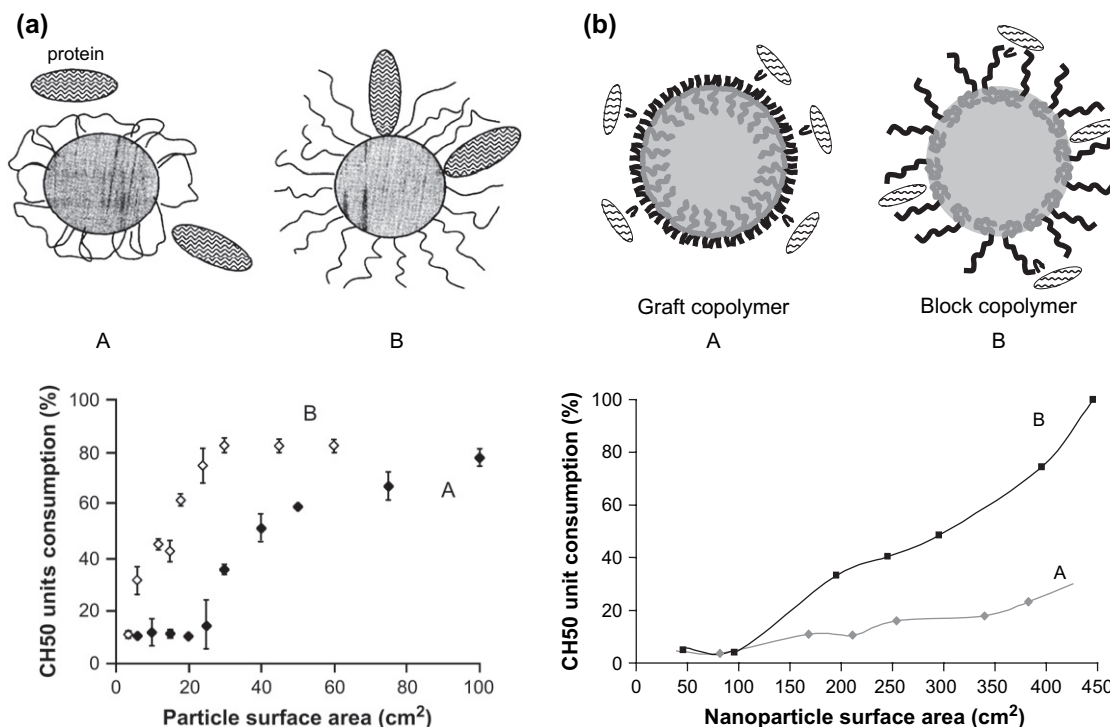 (a)
protein
A
B
CH50 units consumption (%)
100
80
60
40
20
0
B
A
0 20 40 60 80 100
Particle surface area (cm²)
(b)
Graft copolymer
Block copolymer
A
B
CH50 unit consumption (%)
100
80
60
40
20
0
B
A
0 50 100 150 200 250 300 350 400 450
Nanoparticle surface area (cm²)